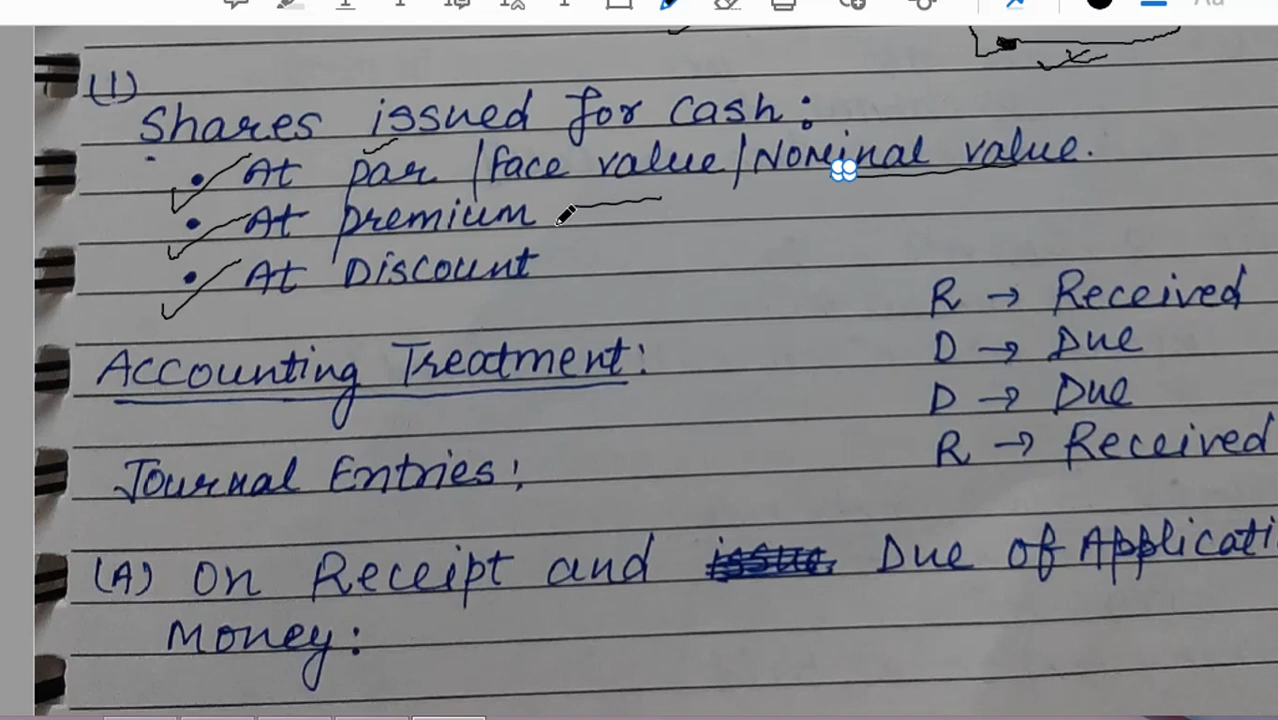 (1)
Shares issued for cash:
• At par / face value / Nominal value.
• At premium
• At Discount
R → Received
Accounting Treatment:
D → Due
D → Due
R → Received
Journal Entries:
(A) On Receipt and Due of Applicati
Money: